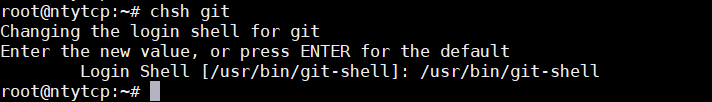 root@ntytcp:~# chsh git
Changing the login shell for git
Enter the new value, or press ENTER for the default
        Login Shell [/usr/bin/git-shell]: /usr/bin/git-shell
root@ntytcp:~#